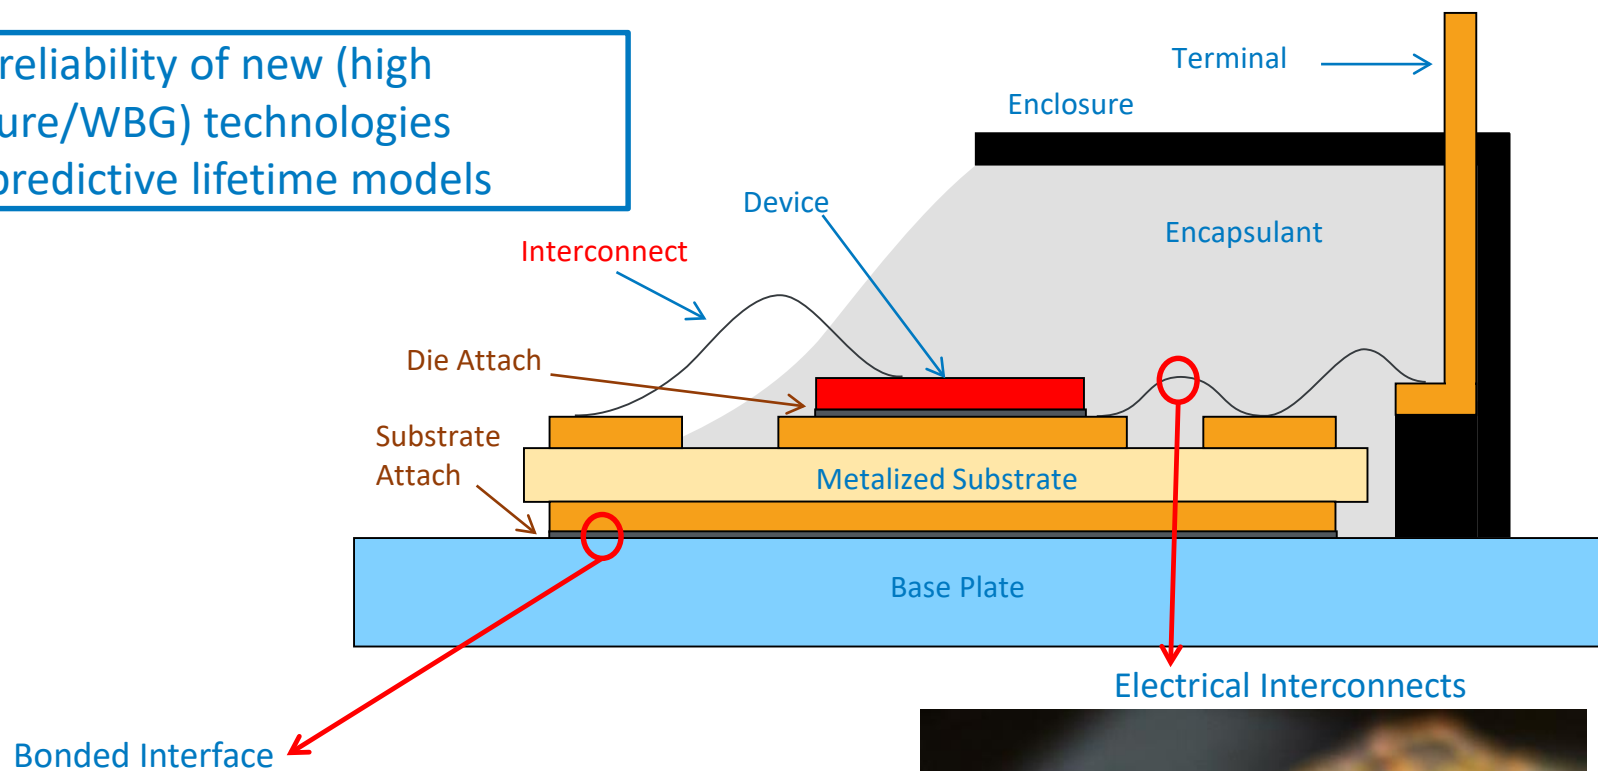 reliability of new (high
ure/WBG) technologies
predictive lifetime models
Terminal
Enclosure
Device
Encapsulant
Interconnect
Die Attach
Substrate
Attach
Metalized Substrate
Base Plate
Electrical Interconnects
Bonded Interface